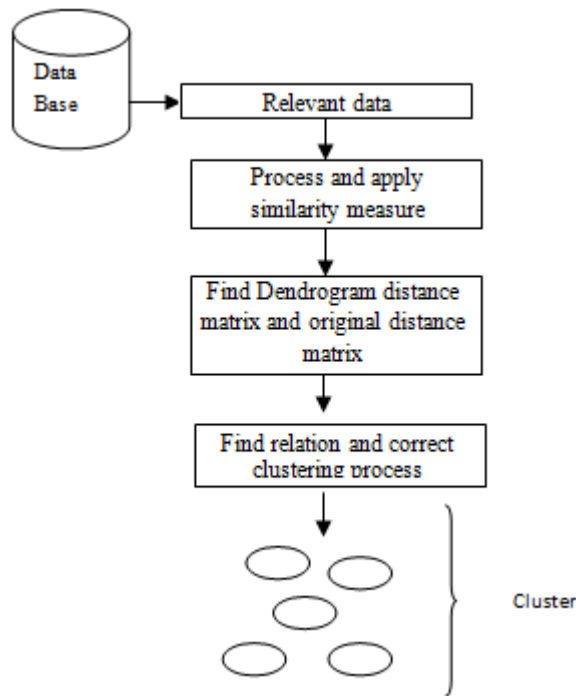 Data
Base
Relevant data
Process and apply
similarity measure
Find Dendrogram distance
matrix and original distance
matrix
Find relation and correct
clustering process
Cluster